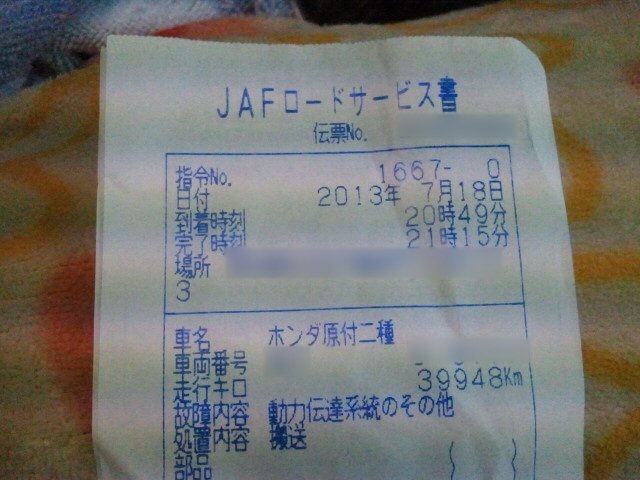 JAFロードサービス書
伝票No.
指令No. 1667- 0
日付 2013年 7月18日
到着時刻 20時49分
完了時刻 21時15分
場所
3
車名 ホンダ原付二種
車両番号
走行キロ 39948Km
故障内容 動力伝達系統のその他
処置内容 搬送
部品